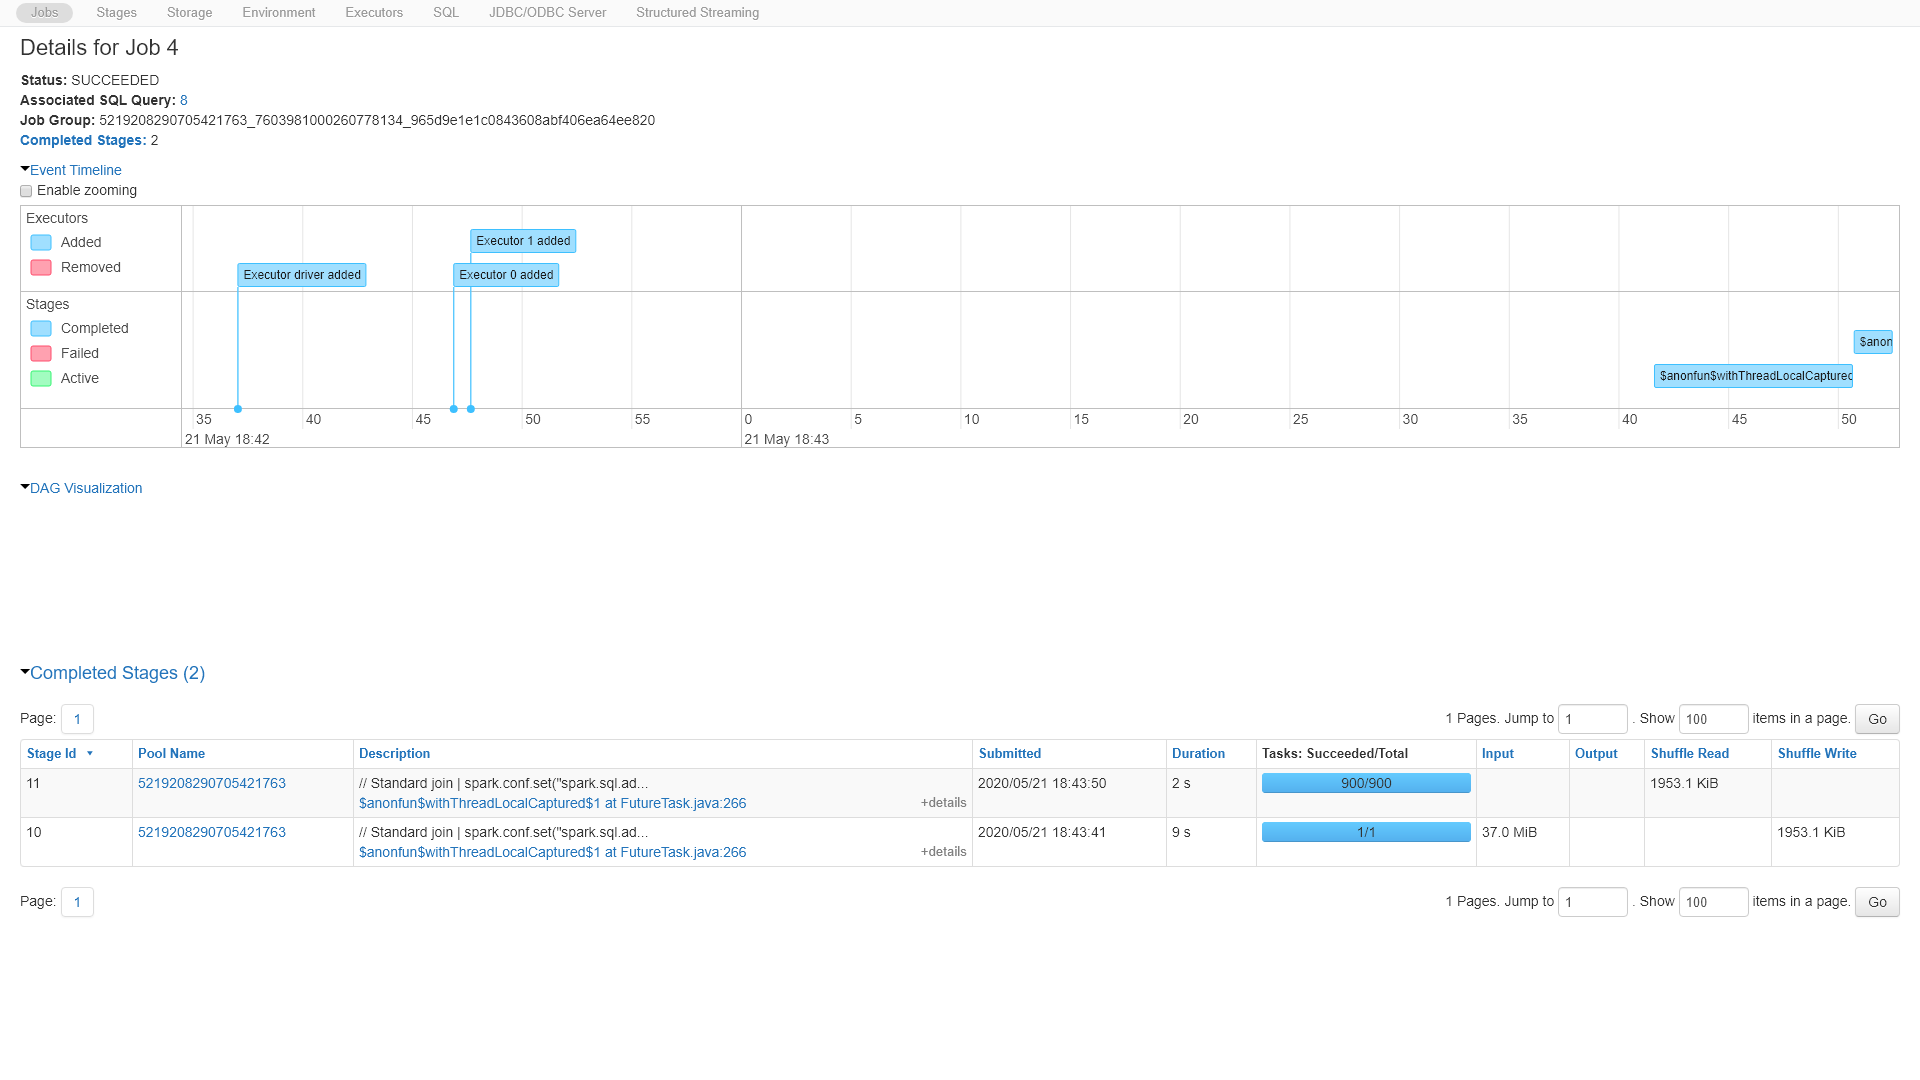 Jobs Stages Storage Environment Executors SQL JDBC/ODBC Server Structured Streaming
Details for Job 4
Status: SUCCEEDED
Associated SQL Query: 8
Job Group: 5219208290705421763_7603981000260778134_965d9e1e1c0843608abf406ea64ee820
Completed Stages: 2
Event Timeline
Enable zooming
Executors
Added
Removed
Executor 1 added
Executor driver added
Executor 0 added
Stages
Completed
Failed
Active
$anon
$anonfun$withThreadLocalCaptured
35 40 45 50 55 0 5 10 15 20 25 30 35 40 45 50
21 May 18:42 21 May 18:43
DAG Visualization
Completed Stages (2)
Page: 1 1 Pages. Jump to 1 . Show 100 items in a page. Go
Stage Id Pool Name Description Submitted Duration Tasks: Succeeded/Total Input Output Shuffle Read Shuffle Write
11 5219208290705421763 // Standard join | spark.conf.set("spark.sql.ad... 2020/05/21 18:43:50 2 s 900/900 1953.1 KiB
$anonfun$withThreadLocalCaptured$1 at FutureTask.java:266 +details
10 5219208290705421763 // Standard join | spark.conf.set("spark.sql.ad... 2020/05/21 18:43:41 9 s 1/1 37.0 MiB 1953.1 KiB
$anonfun$withThreadLocalCaptured$1 at FutureTask.java:266 +details
Page: 1 1 Pages. Jump to 1 . Show 100 items in a page. Go